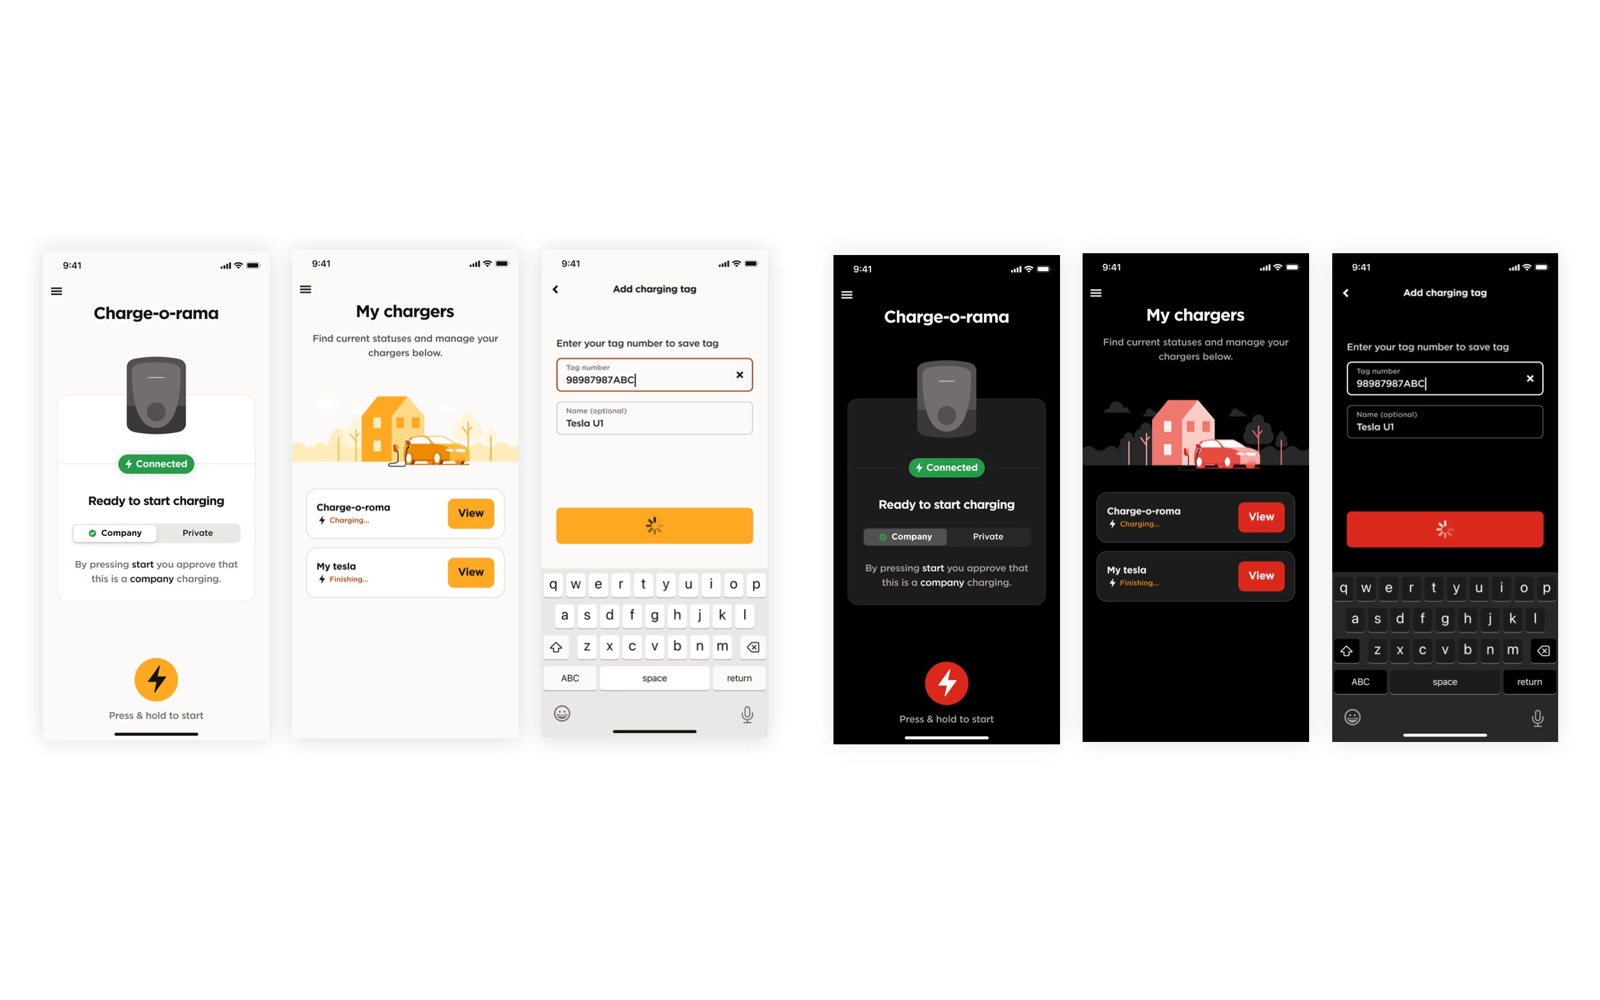 9:41
Charge-o-rama
Connected
Ready to start charging
Company
Private
By pressing start you approve that
this is a company charging.
Press & hold to start
9:41
My chargers
Find current statuses and manage your
chargers below.
Charge-o-roma
Charging...
View
My tesla
Finishing...
View
9:41
Add charging tag
Enter your tag number to save tag
Tag number
98987987ABC
Name (optional)
Tesla U1
q w e r t y u i o p
a s d f g h j k l
z x c v b n m
ABC
space
return
9:41
Charge-o-rama
Connected
Ready to start charging
Company
Private
By pressing start you approve that
this is a company charging.
Press & hold to start
9:41
My chargers
Find current statuses and manage your
chargers below.
Charge-o-roma
Charging...
View
My tesla
Finishing...
View
9:41
Add charging tag
Enter your tag number to save tag
Tag number
98987987ABC
Name (optional)
Tesla U1
q w e r t y u i o p
a s d f g h j k l
z x c v b n m
ABC
space
return